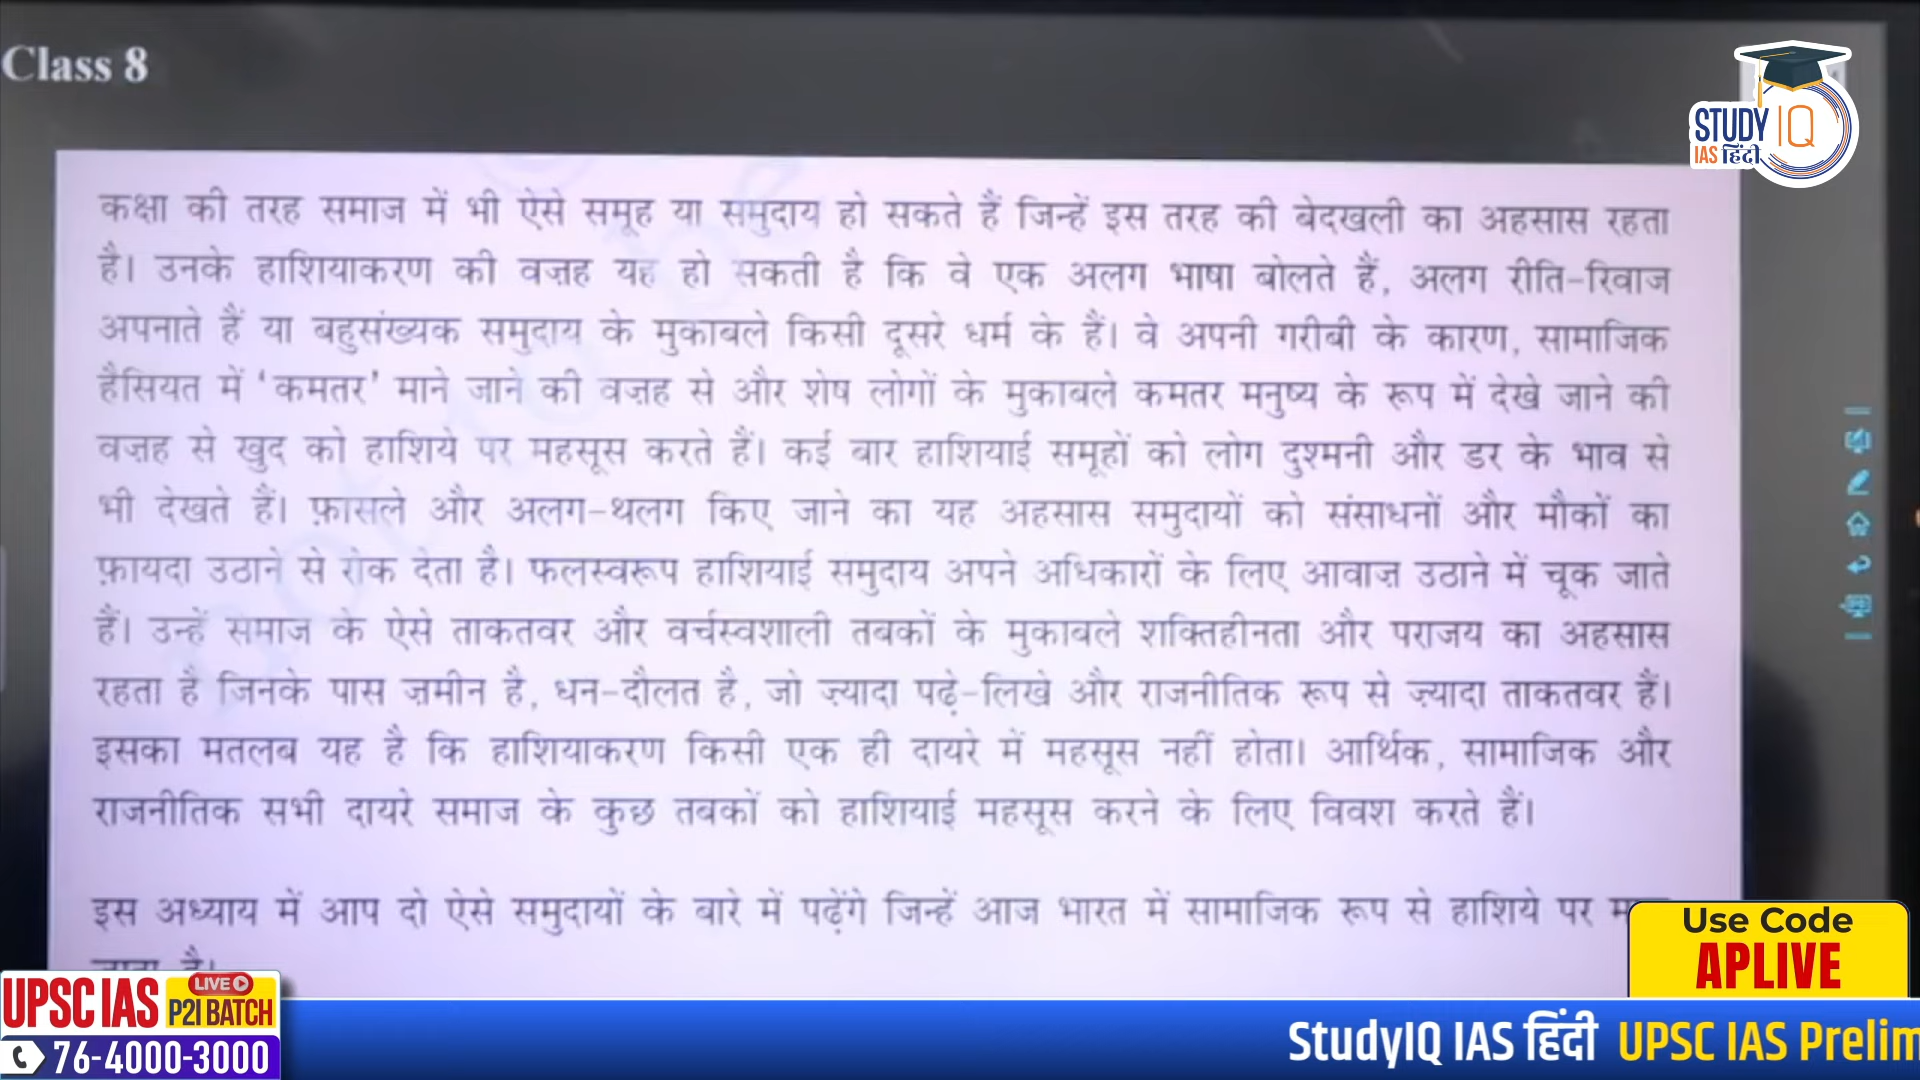 Class 8
STUDY IQ
IAS हिंदी
कक्षा की तरह समाज में भी ऐसे समूह या समुदाय हो सकते हैं जिन्हें इस तरह की बेदखली का अहसास रहता
है। उनके हाशियाकरण की वज़ह यह हो सकती है कि वे एक अलग भाषा बोलते हैं, अलग रीति-रिवाज
अपनाते हैं या बहुसंख्यक समुदाय के मुकाबले किसी दूसरे धर्म के हैं। वे अपनी गरीबी के कारण, सामाजिक
हैसियत में ‘कमतर’ माने जाने की वज़ह से और शेष लोगों के मुकाबले कमतर मनुष्य के रूप में देखे जाने की
वज़ह से खुद को हाशिये पर महसूस करते हैं। कई बार हाशियाई समूहों को लोग दुश्मनी और डर के भाव से
भी देखते हैं। फ़ासले और अलग-थलग किए जाने का यह अहसास समुदायों को संसाधनों और मौकों का
फ़ायदा उठाने से रोक देता है। फलस्वरूप हाशियाई समुदाय अपने अधिकारों के लिए आवाज़ उठाने में चूक जाते
हैं। उन्हें समाज के ऐसे ताकतवर और वर्चस्वशाली तबकों के मुकाबले शक्तिहीनता और पराजय का अहसास
रहता है जिनके पास ज़मीन है, धन-दौलत है, जो ज़्यादा पढ़े-लिखे और राजनीतिक रूप से ज़्यादा ताकतवर हैं।
इसका मतलब यह है कि हाशियाकरण किसी एक ही दायरे में महसूस नहीं होता। आर्थिक, सामाजिक और
राजनीतिक सभी दायरे समाज के कुछ तबकों को हाशियाई महसूस करने के लिए विवश करते हैं।
इस अध्याय में आप दो ऐसे समुदायों के बारे में पढ़ेंगे जिन्हें आज भारत में सामाजिक रूप से हाशिये पर
Use Code
APLIVE
UPSC IAS LIVE P2I BATCH
76-4000-3000
StudyIQ IAS हिंदी UPSC IAS Prelim